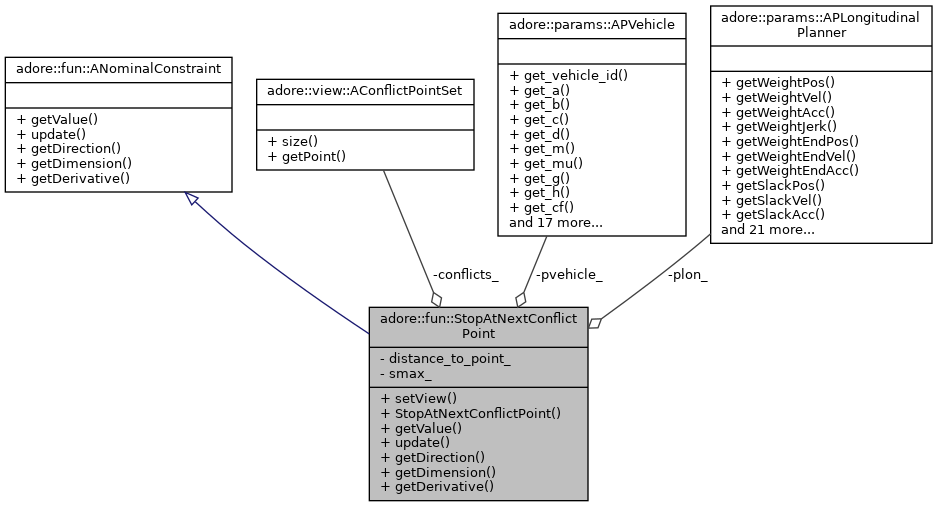 adore::fun::ANominalConstraint
+ getValue()
+ update()
+ getDirection()
+ getDimension()
+ getDerivative()
adore::view::AConflictPointSet
+ size()
+ getPoint()
adore::params::APVehicle
+ get_vehicle_id()
+ get_a()
+ get_b()
+ get_c()
+ get_d()
+ get_m()
+ get_mu()
+ get_g()
+ get_h()
+ get_cf()
and 17 more...
adore::params::APLongitudinal
Planner
+ getWeightPos()
+ getWeightVel()
+ getWeightAcc()
+ getWeightJerk()
+ getWeightEndPos()
+ getWeightEndVel()
+ getWeightEndAcc()
+ getSlackPos()
+ getSlackVel()
+ getSlackAcc()
and 21 more...
-conflicts_
-pvehicle_
-plon_
adore::fun::StopAtNextConflict
Point
- distance_to_point_
- smax_
+ setView()
+ StopAtNextConflictPoint()
+ getValue()
+ update()
+ getDirection()
+ getDimension()
+ getDerivative()